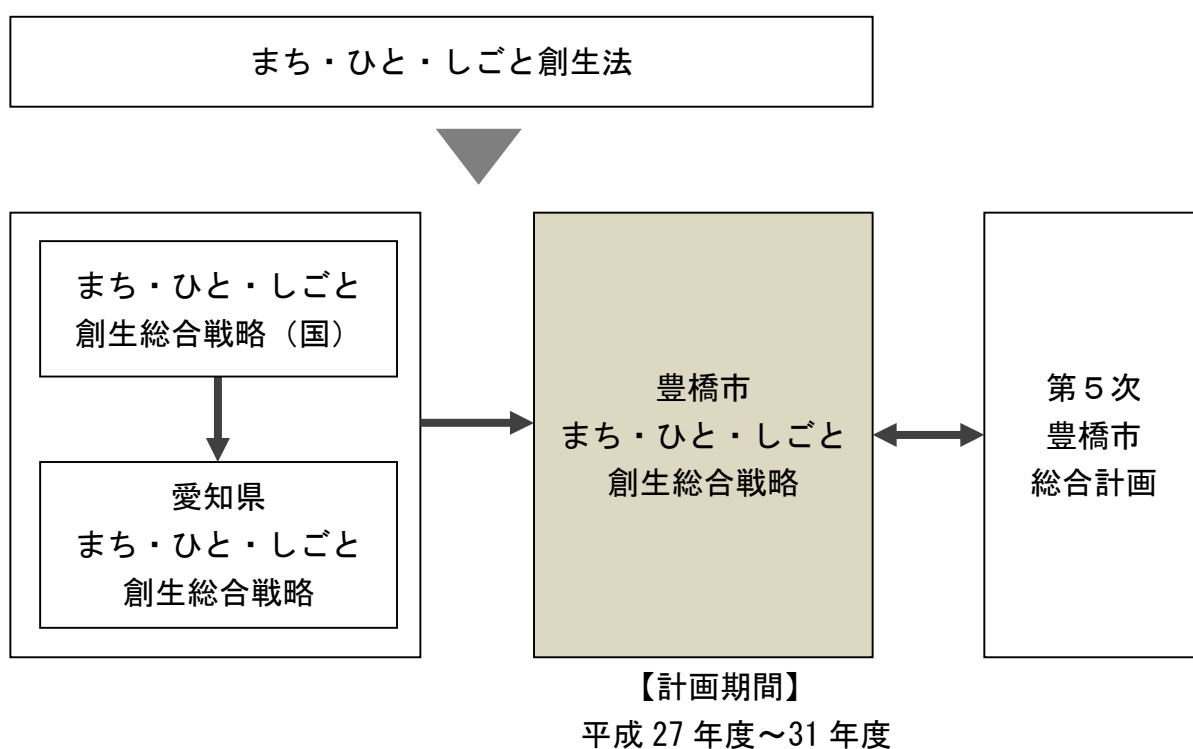 まち・ひと・しごと創生法
まち・ひと・しごと
創生総合戦略（国）
愛知県
まち・ひと・しごと
創生総合戦略
豊橋市
まち・ひと・しごと
創生総合戦略
第５次
豊橋市
総合計画
【計画期間】
平成 27 年度～31 年度